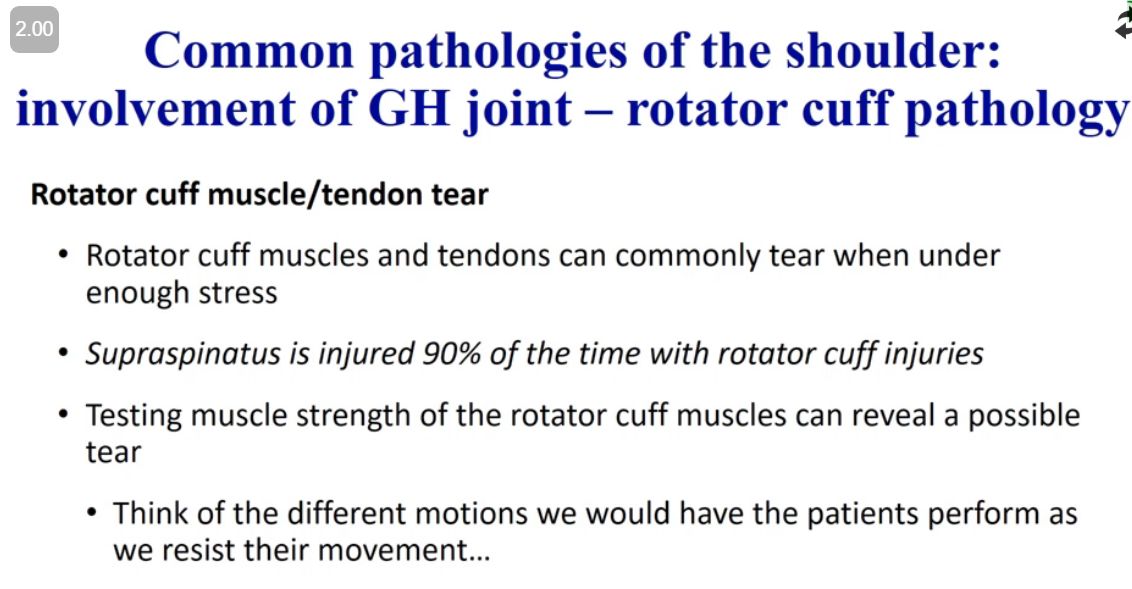 2.00
Common pathologies of the shoulder:
involvement of GH joint – rotator cuff pathology
Rotator cuff muscle/tendon tear
• Rotator cuff muscles and tendons can commonly tear when under
enough stress
• Supraspinatus is injured 90% of the time with rotator cuff injuries
• Testing muscle strength of the rotator cuff muscles can reveal a possible
tear
• Think of the different motions we would have the patients perform as
we resist their movement...